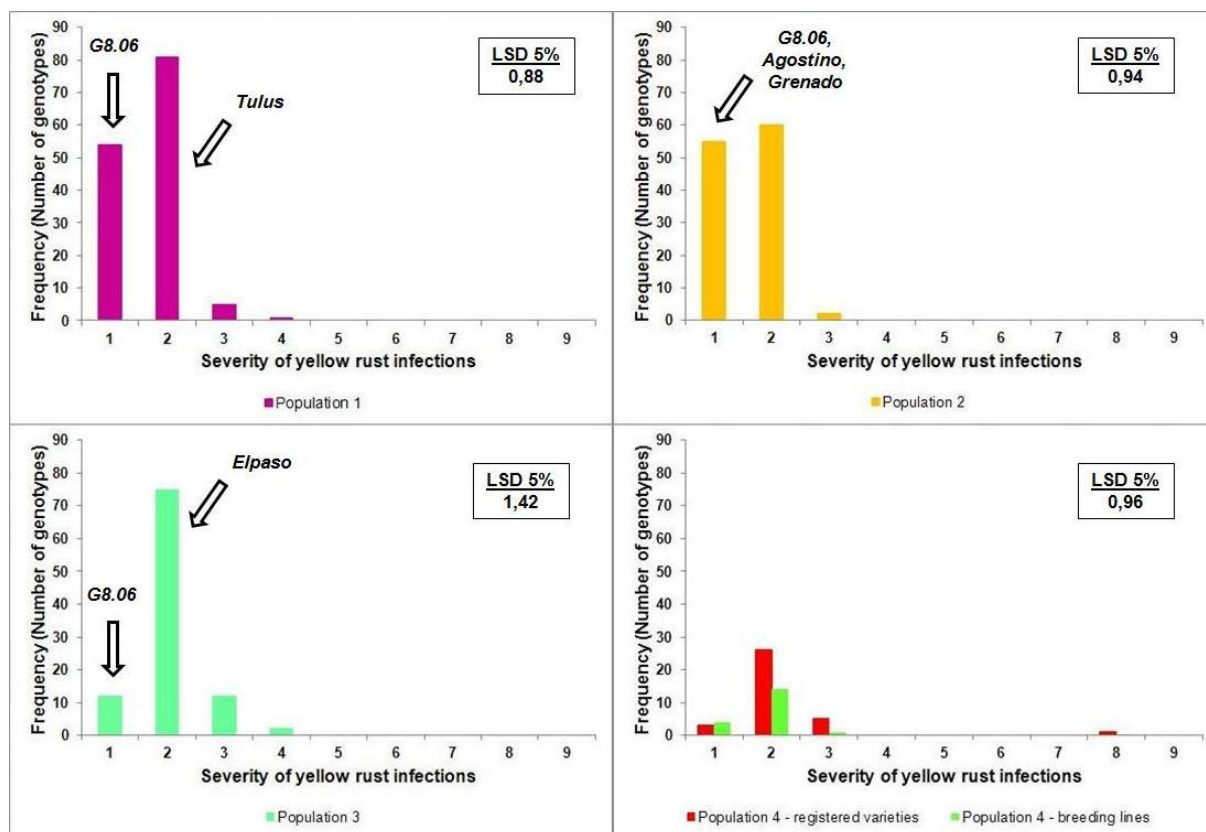 Frequency (Number of genotypes)
90
80
70
60
50
40
30
20
10
0
G8.06
Tulus
LSD 5%
0,88
1 2 3 4 5 6 7 8 9
Severity of yellow rust infections
Population 1
Frequency (Number of genotypes)
90
80
70
60
50
40
30
20
10
0
G8.06,
Agostino,
Grenado
LSD 5%
0,94
1 2 3 4 5 6 7 8 9
Severity of yellow rust infections
Population 2
Frequency (Number of genotypes)
90
80
70
60
50
40
30
20
10
0
Elpaso
G8.06
LSD 5%
1,42
1 2 3 4 5 6 7 8 9
Severity of yellow rust infections
Population 3
Frequency (Number of genotypes)
90
80
70
60
50
40
30
20
10
0
LSD 5%
0,96
1 2 3 4 5 6 7 8 9
Severity of yellow rust infections
Population 4 - registered varieties Population 4 - breeding lines